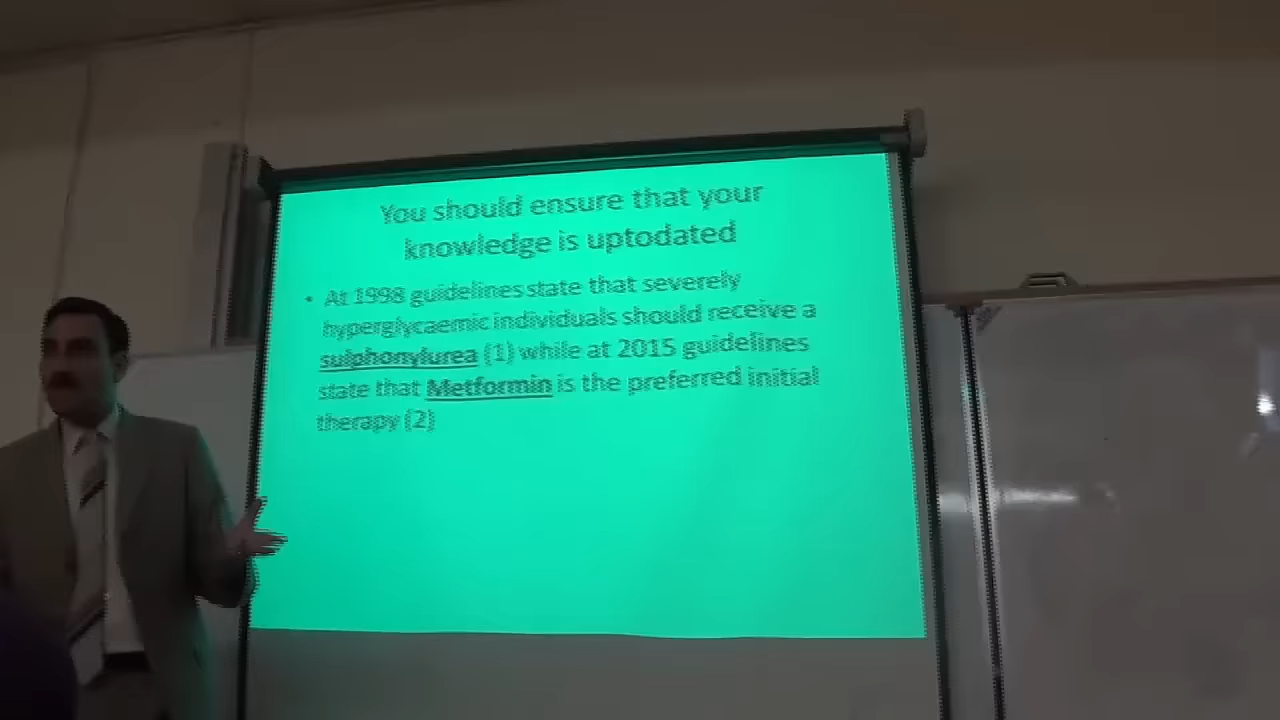 You should ensure that your
knowledge is uptodated
• At 1998 guidelines state that severely
hyperglycaemic individuals should receive a
sulphonylurea (1) while at 2015 guidelines
state that Metformin is the preferred initial
therapy (2)